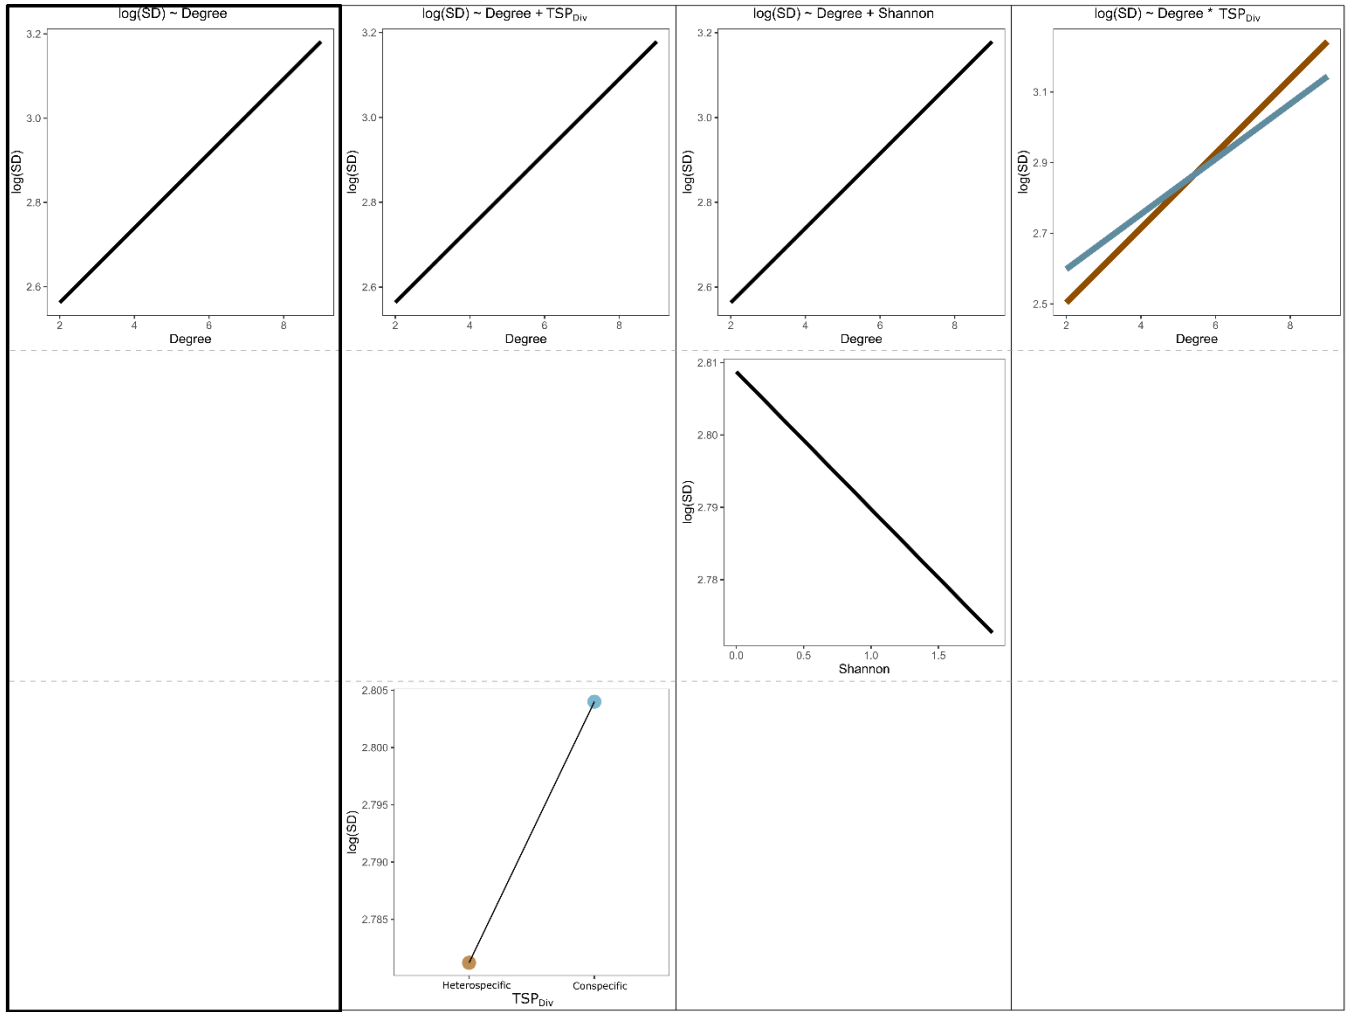 log(SD) ~ Degree
log(SD) ~ Degree + TSP_Div
log(SD) ~ Degree + Shannon
log(SD) ~ Degree * TSP_Div
3.2
3.0
2.8
2.6
log(SD)
2
4
6
8
Degree
3.2
3.0
2.8
2.6
log(SD)
2
4
6
8
Degree
3.2
3.0
2.8
2.6
log(SD)
2
4
6
8
Degree
3.1
2.9
2.7
2.5
log(SD)
2
4
6
8
Degree
2.81
2.80
2.79
2.78
log(SD)
0.0
0.5
1.0
1.5
Shannon
2.805
2.800
2.795
2.790
2.785
log(SD)
Heterospecific
Conspecific
TSP_Div